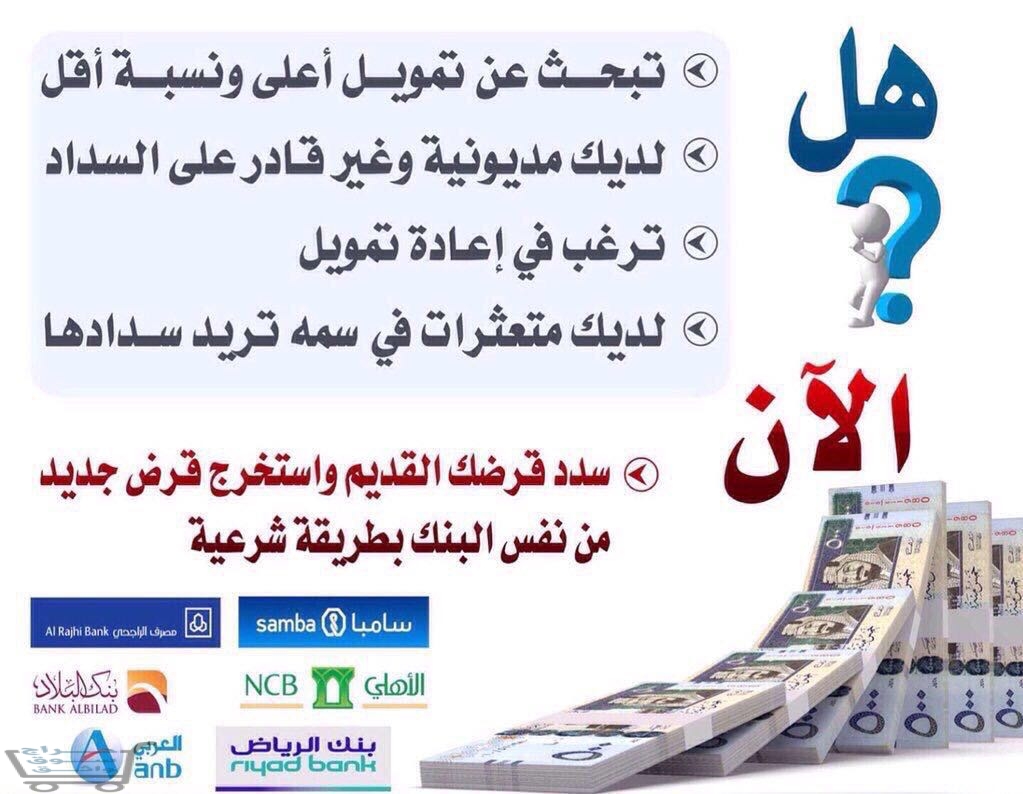 هل
؟
تبحث عن تمويل أعلى ونسبة أقل
لديك مديونية وغير قادر على السداد
ترغب في إعادة تمويل
لديك متعثرات في سمه تريد سدادها
الآن
سدد قرضك القديم واستخرج قرض جديد
من نفس البنك بطريقة شرعية
Al Rajhi Bank مصرف الراجحي
samba سامبا
بنك البلاد
BANK ALBILAD
NCB الأهلي
العربي
anb
بنك الرياض
riyad bank
٥٠٠